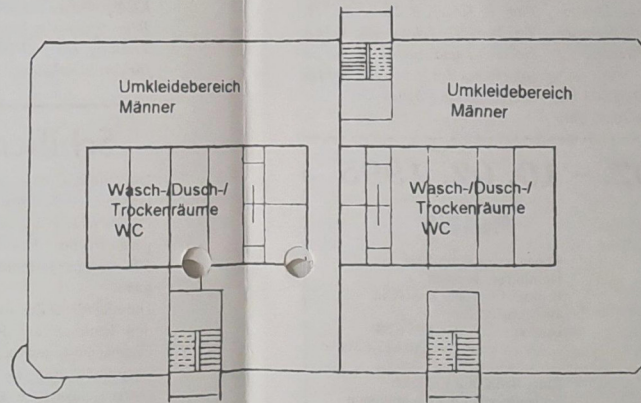 Umkleidebereich
Männer
Umkleidebereich
Männer
Wasch-/Dusch-/
Trockenräume
WC
Wasch-/Dusch-/
Trockenräume
WC